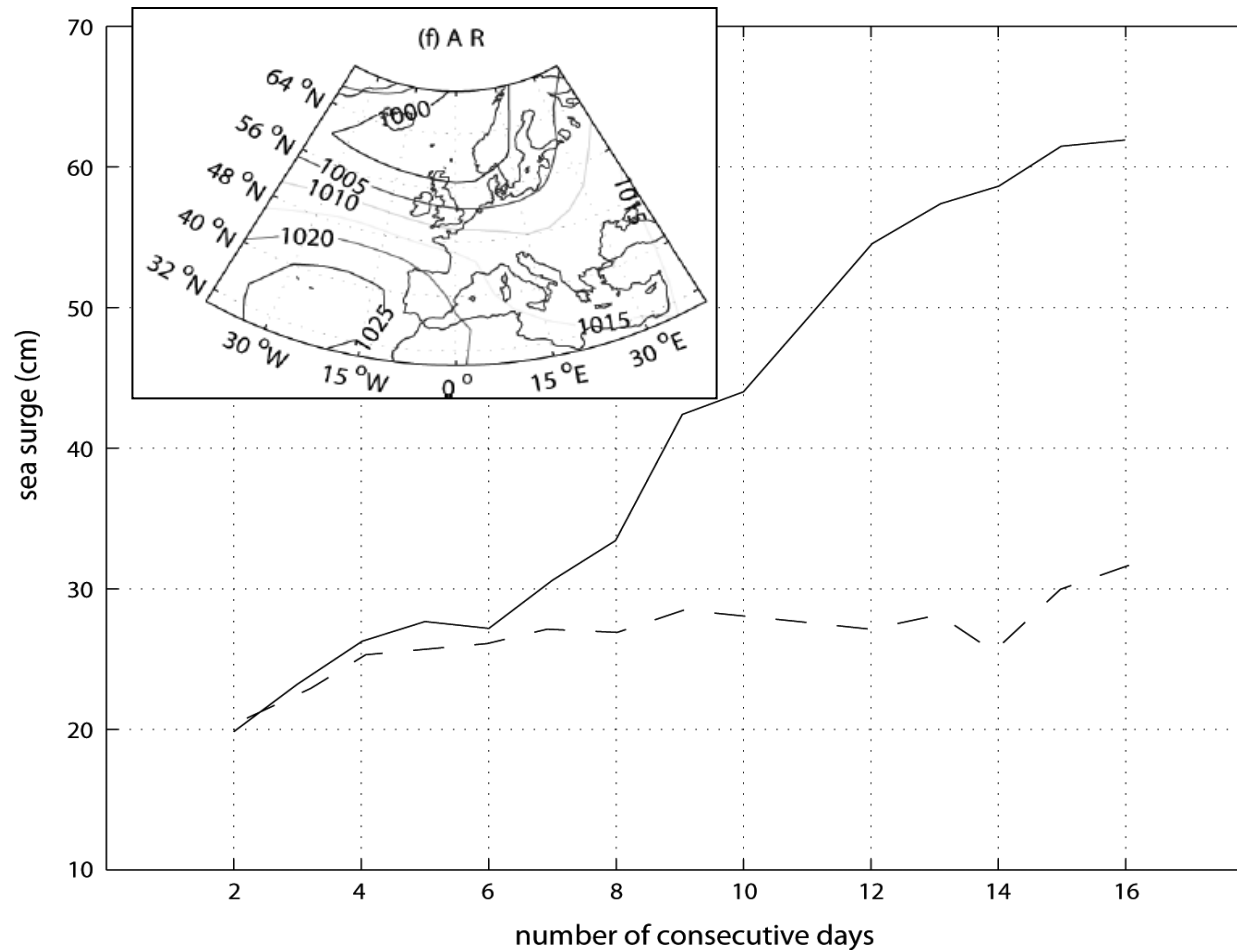 70
60
50
40
30
20
10
sea surge (cm)
2 4 6 8 10 12 14 16
number of consecutive days
(f) A R
64 °N
56 °N
48 °N
40 °N
32 °N
1000
1005
1010
1020
1025
1015
1015
30 °W
15 °W
0 °
15 °E
30 °E